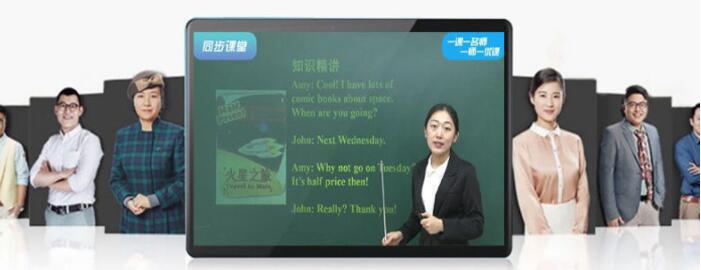 同步课堂
一课一名师
一师一优课
知识精讲
Amy: Cool! I have lots of
comic books about space.
When are you going?
John: Next Wednesday.
Amy: Why not go on Tuesday?
It's half price then!
John: Really? Thank you!
火星之旅
Travel to Mars